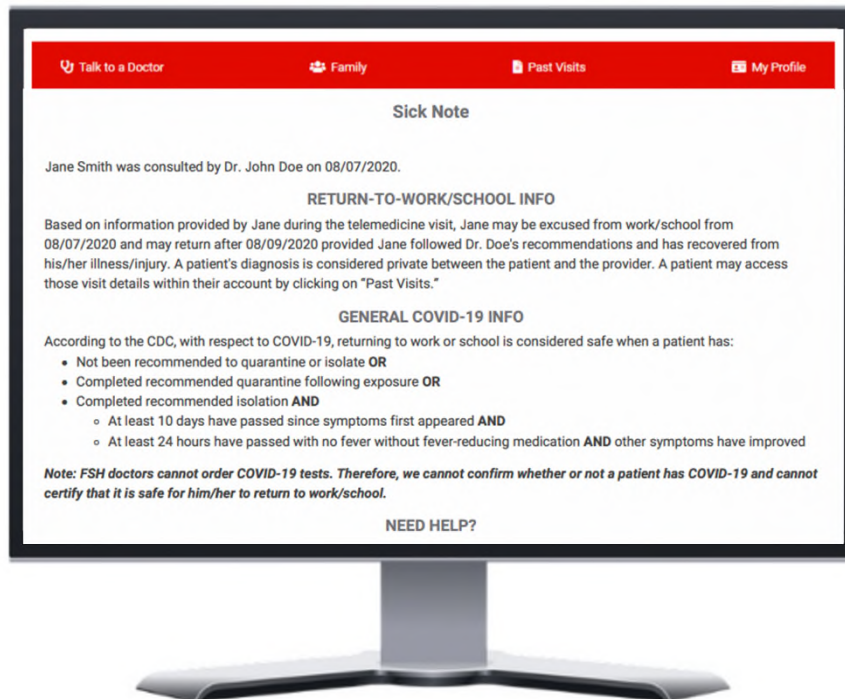 Talk to a Doctor Family Past Visits My Profile
Sick Note
Jane Smith was consulted by Dr. John Doe on 08/07/2020.
RETURN-TO-WORK/SCHOOL INFO
Based on information provided by Jane during the telemedicine visit, Jane may be excused from work/school from
08/07/2020 and may return after 08/09/2020 provided Jane followed Dr. Doe's recommendations and has recovered from
his/her illness/injury. A patient's diagnosis is considered private between the patient and the provider. A patient may access
those visit details within their account by clicking on “Past Visits.”
GENERAL COVID-19 INFO
According to the CDC, with respect to COVID-19, returning to work or school is considered safe when a patient has:
• Not been recommended to quarantine or isolate OR
• Completed recommended quarantine following exposure OR
• Completed recommended isolation AND
◦ At least 10 days have passed since symptoms first appeared AND
◦ At least 24 hours have passed with no fever without fever-reducing medication AND other symptoms have improved
Note: FSH doctors cannot order COVID-19 tests. Therefore, we cannot confirm whether or not a patient has COVID-19 and cannot
certify that it is safe for him/her to return to work/school.
NEED HELP?